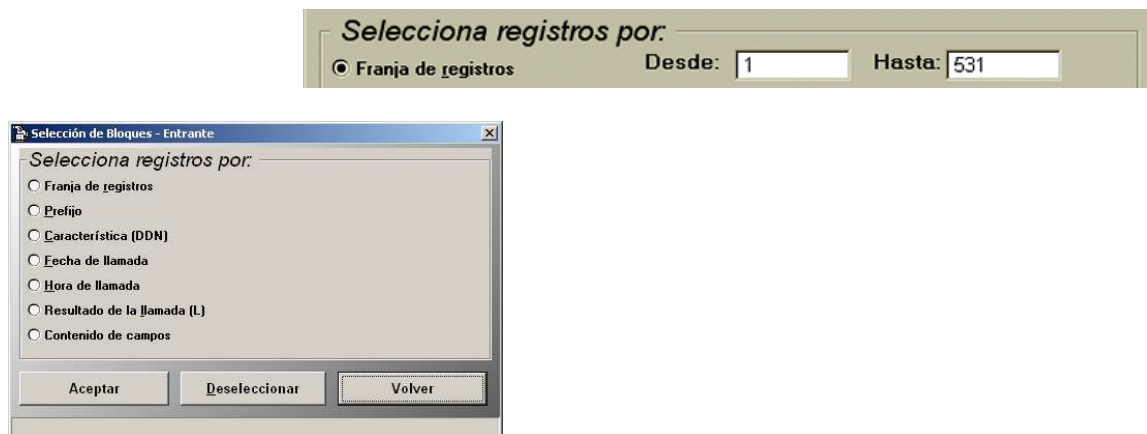 Selecciona registros por:
Franja de registros Desde: 1 Hasta: 531
Selección de Bloques - Entrante
Selecciona registros por:
Franja de registros
Prefijo
Característica (DDN)
Fecha de llamada
Hora de llamada
Resultado de la llamada (L)
Contenido de campos
Aceptar Deseleccionar Volver